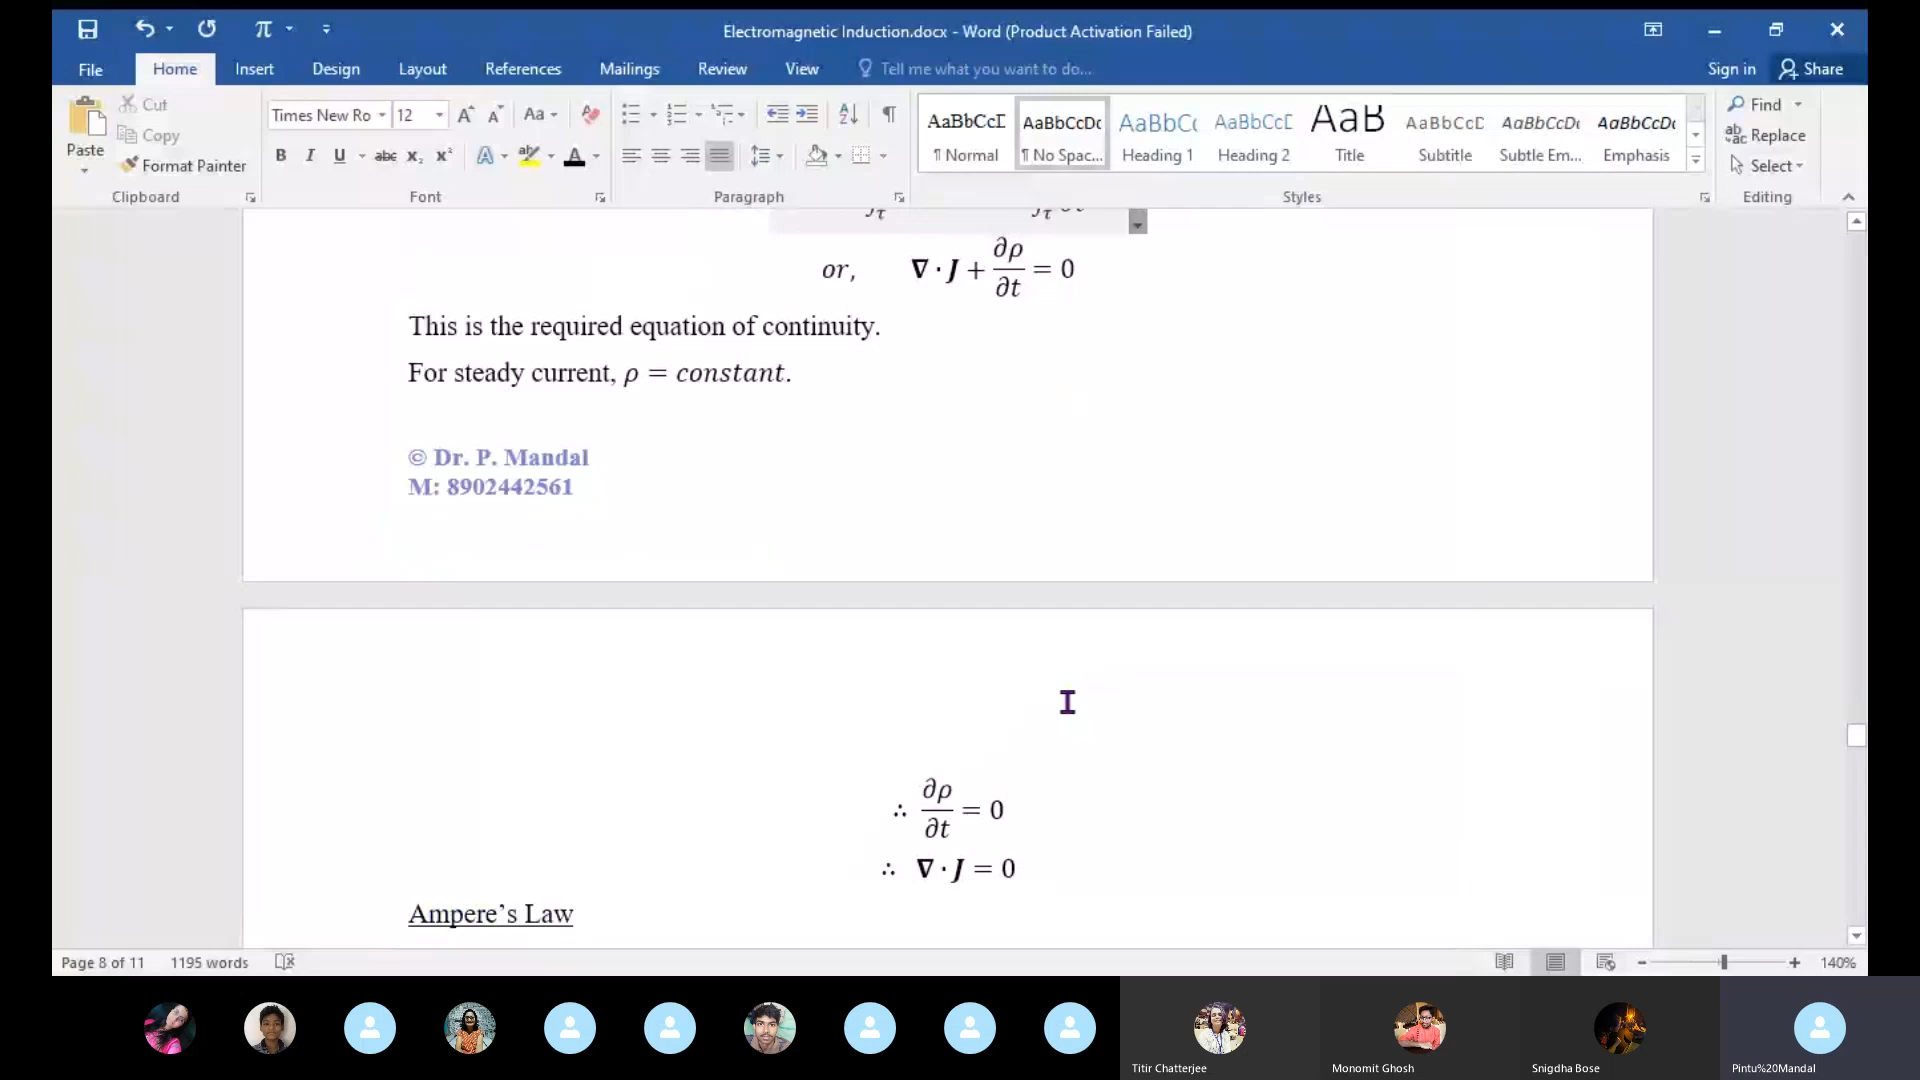 Electromagnetic Induction.docx - Word (Product Activation Failed)
File Home Insert Design Layout References Mailings Review View Tell me what you want to do... Sign in Share
Paste
Cut
Copy
Format Painter
Clipboard
Times New Ro 12
Font
Paragraph
AaBbCcD AaBbCcDc AaBbCc AaBbCcD AaB AaBbCcD AaBbCcDc AaBbCcDc
¶ Normal ¶ No Spac... Heading 1 Heading 2 Title Subtitle Subtle Em... Emphasis
Styles
Find
Replace
Select
Editing
or, ∇ · J + ∂ρ/∂t = 0
This is the required equation of continuity.
For steady current, ρ = constant.
© Dr. P. Mandal
M: 8902442561
∴ ∂ρ/∂t = 0
∴ ∇ · J = 0
Ampere’s Law
Page 8 of 11 1195 words 140%
Titir Chatterjee Monomit Ghosh Snigdha Bose Pintu%20Mandal